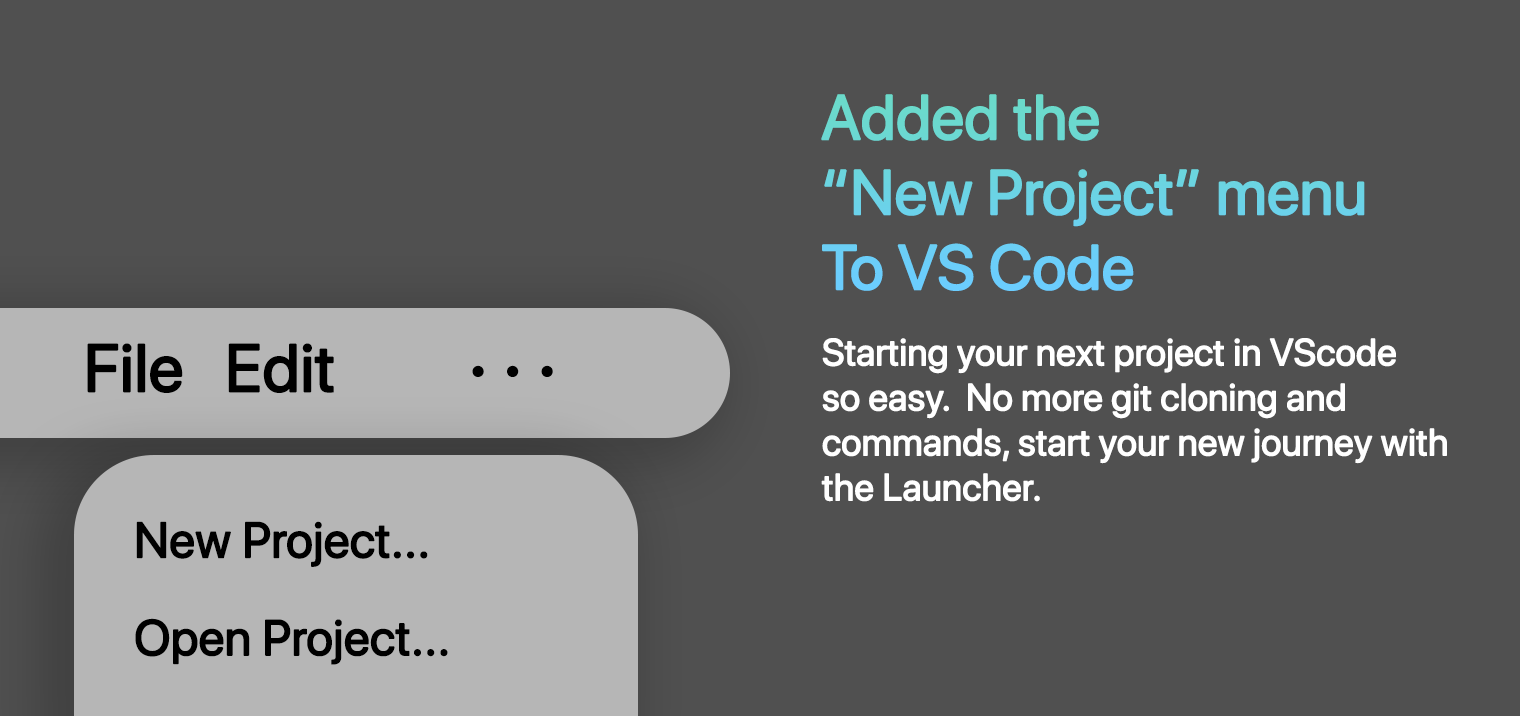 Added the
“New Project” menu
To VS Code
Starting your next project in VScode
so easy.  No more git cloning and
commands, start your new journey with
the Launcher.
File Edit ...
New Project...
Open Project...